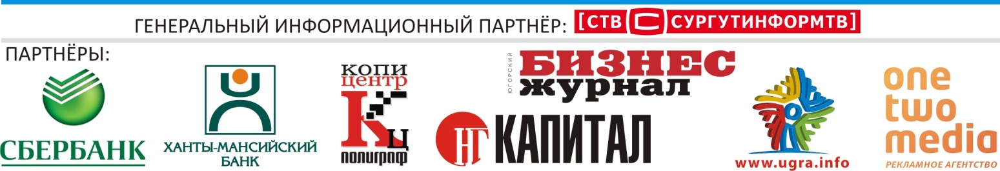 ГЕНЕРАЛЬНЫЙ ИНФОРМАЦИОННЫЙ ПАРТНЁР: [СТВ С СУРГУТИНФОРМТВ]
ПАРТНЁРЫ:
СБЕРБАНК
ХАНТЫ-МАНСИЙСКИЙ
БАНК
КОПИ
центр
Кц
полиграф
ЮГОРСКИЙ
БИЗНЕС
журнал
НГ КАПИТАЛ
www.ugra.info
one
two
media
РЕКЛАМНОЕ АГЕНТСТВО